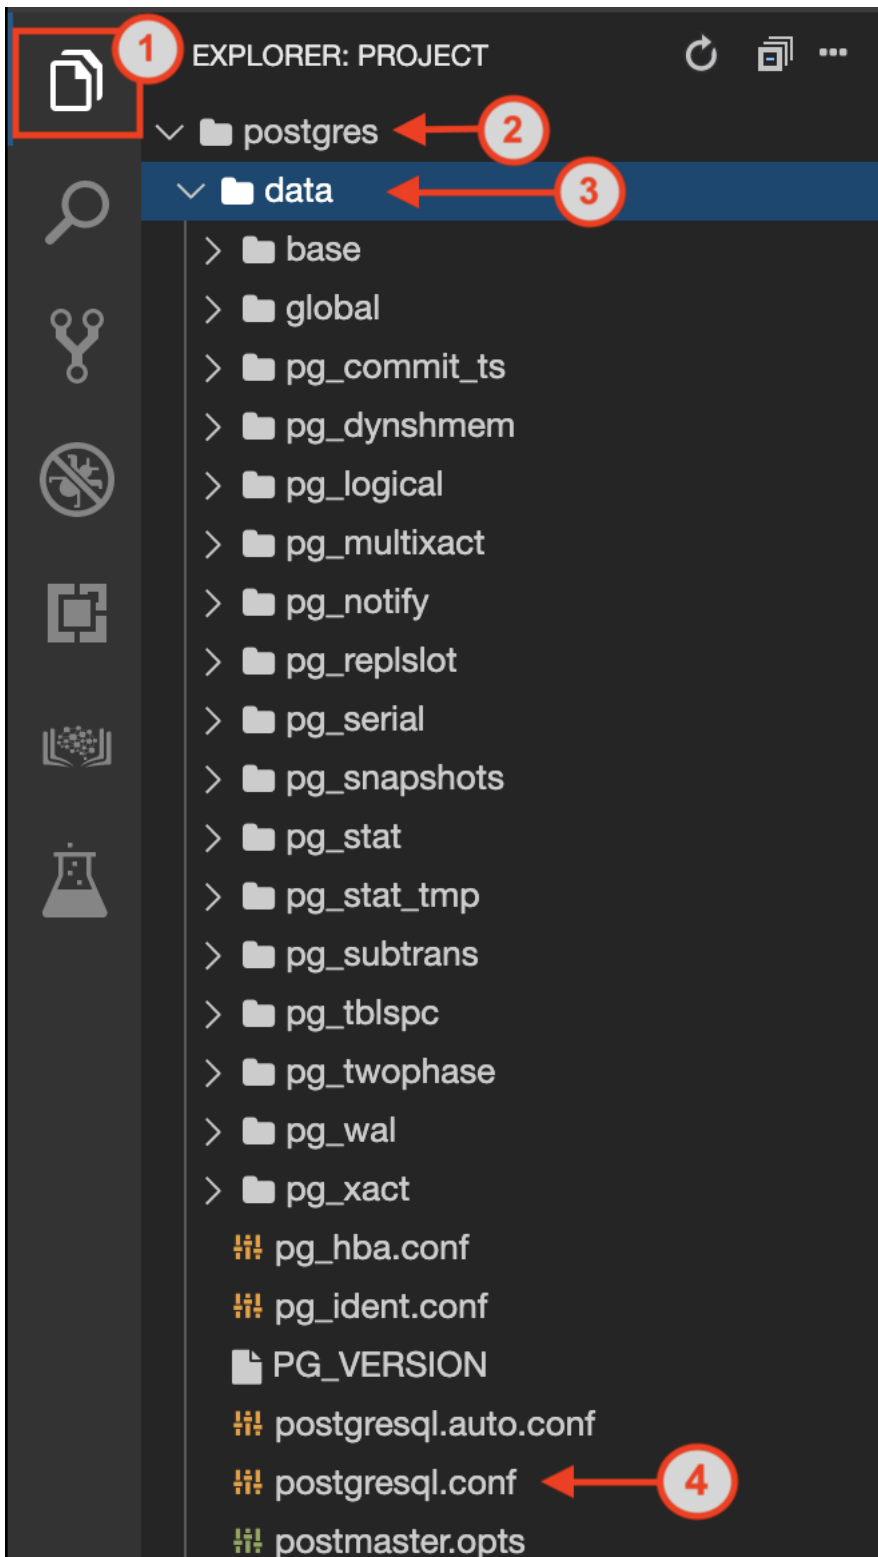 1
EXPLORER: PROJECT
postgres 2
data 3
base
global
pg_commit_ts
pg_dynshmem
pg_logical
pg_multixact
pg_notify
pg_replslot
pg_serial
pg_snapshots
pg_stat
pg_stat_tmp
pg_subtrans
pg_tblspc
pg_twophase
pg_wal
pg_xact
pg_hba.conf
pg_ident.conf
PG_VERSION
postgresql.auto.conf
postgresql.conf 4
postmaster.opts